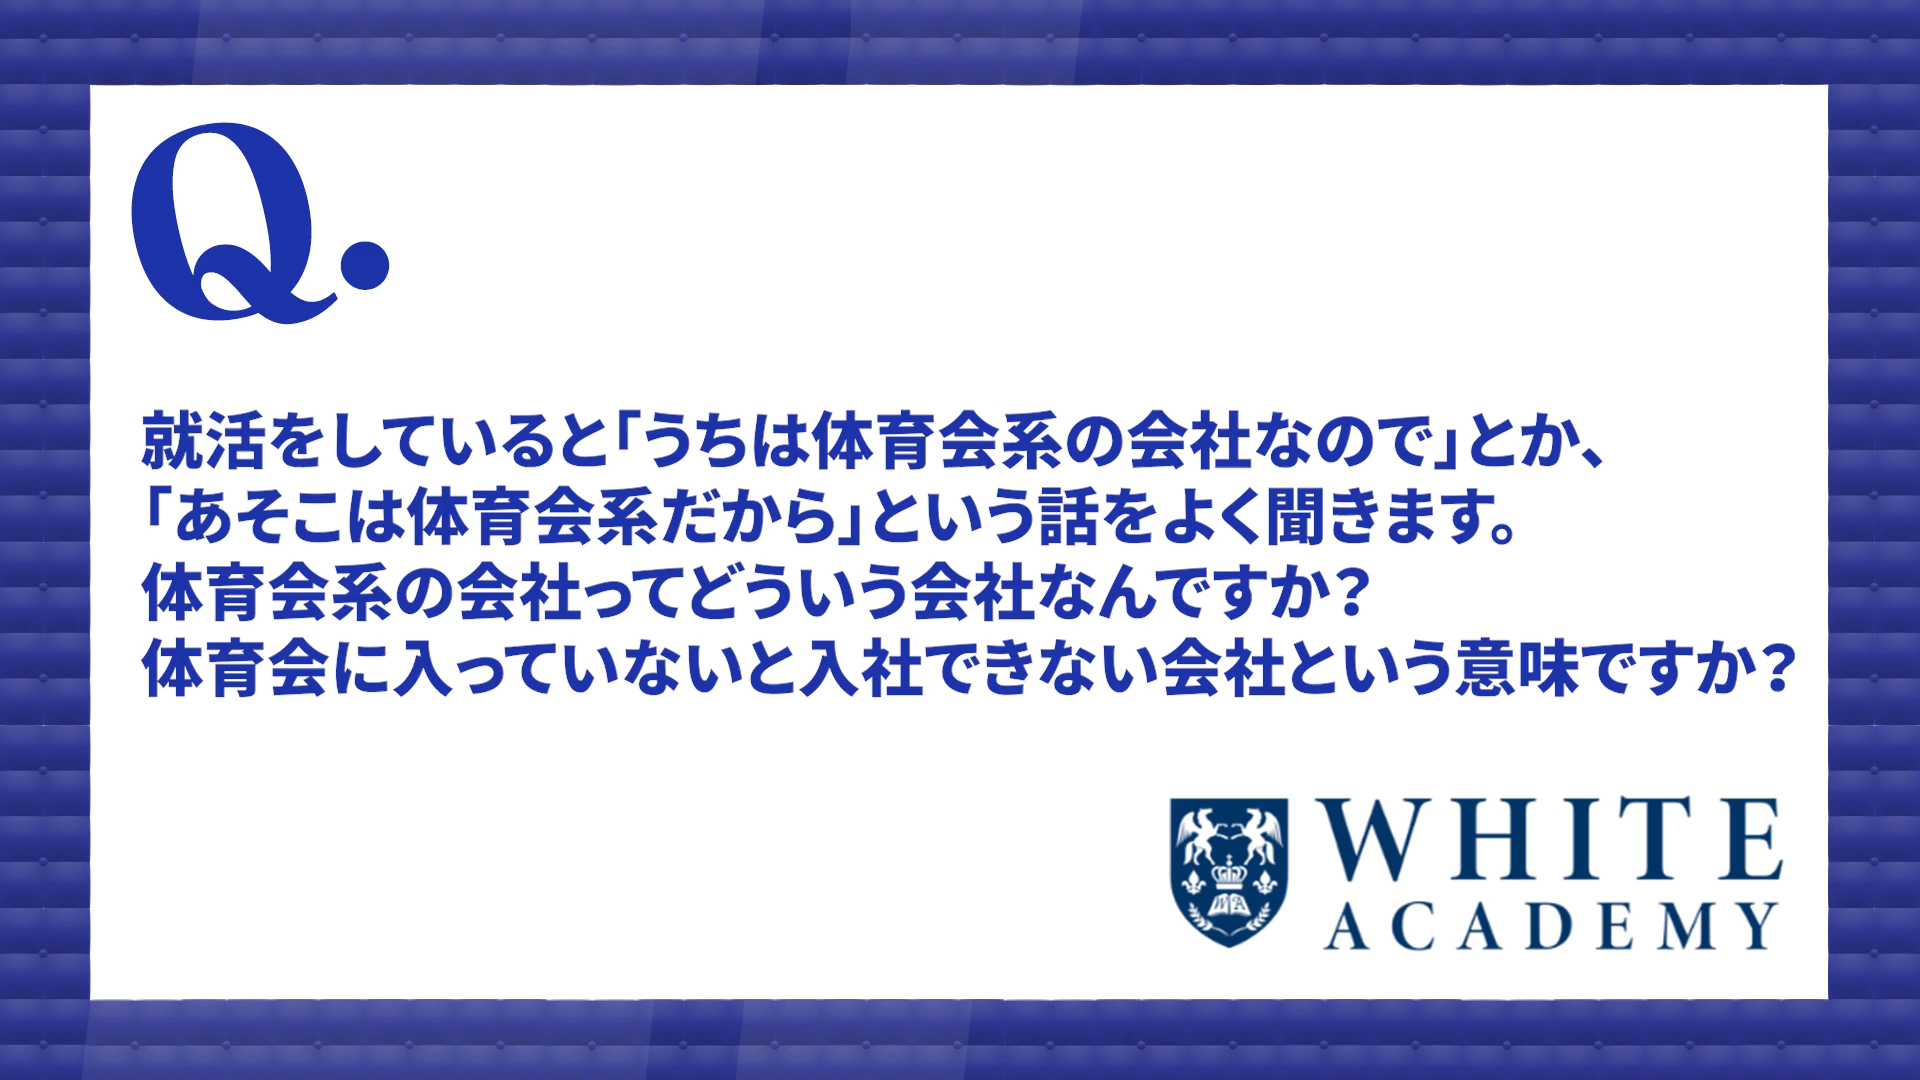 Q.
就活をしていると「うちは体育会系の会社なので」とか、
「あそこは体育会系だから」という話をよく聞きます。
体育会系の会社ってどういう会社なんですか？
体育会に入っていないと入社できない会社という意味ですか？
WHITE
ACADEMY